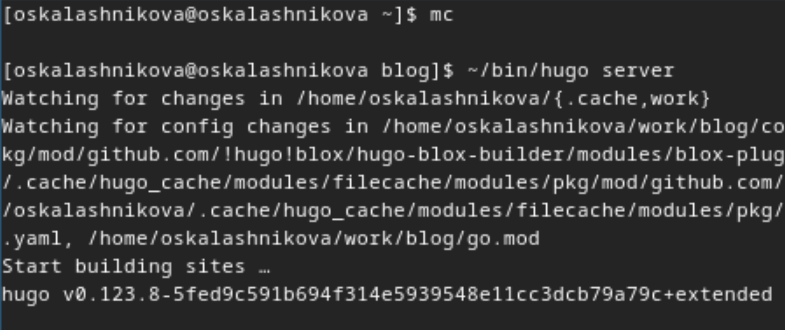 [oskalashnikova@oskalashnikova ~]$ mc
[oskalashnikova@oskalashnikova blog]$ ~/bin/hugo server
Watching for changes in /home/oskalashnikova/{.cache,work}
Watching for config changes in /home/oskalashnikova/work/blog/co
kg/mod/github.com/!hugo!blox/hugo-blox-builder/modules/blox-plug
/.cache/hugo_cache/modules/filecache/modules/pkg/mod/github.com/
/oskalashnikova/.cache/hugo_cache/modules/filecache/modules/pkg/
.yaml, /home/oskalashnikova/work/blog/go.mod
Start building sites …
hugo v0.123.8-5fed9c591b694f314e5939548e11cc3dcb79a79c+extended